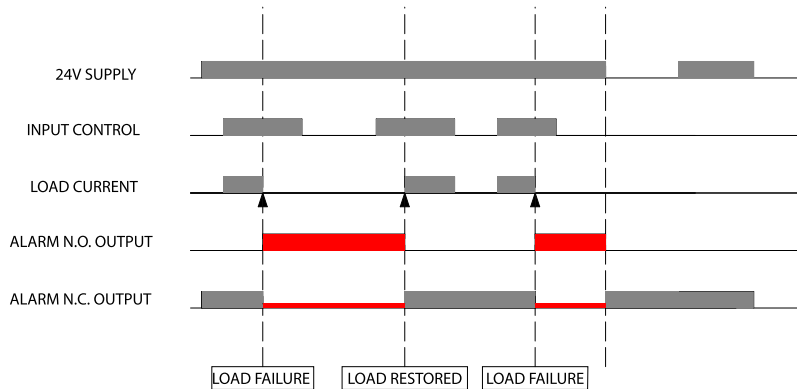 24V SUPPLY
INPUT CONTROL
LOAD CURRENT
ALARM N.O. OUTPUT
ALARM N.C. OUTPUT
LOAD FAILURE
LOAD RESTORED
LOAD FAILURE